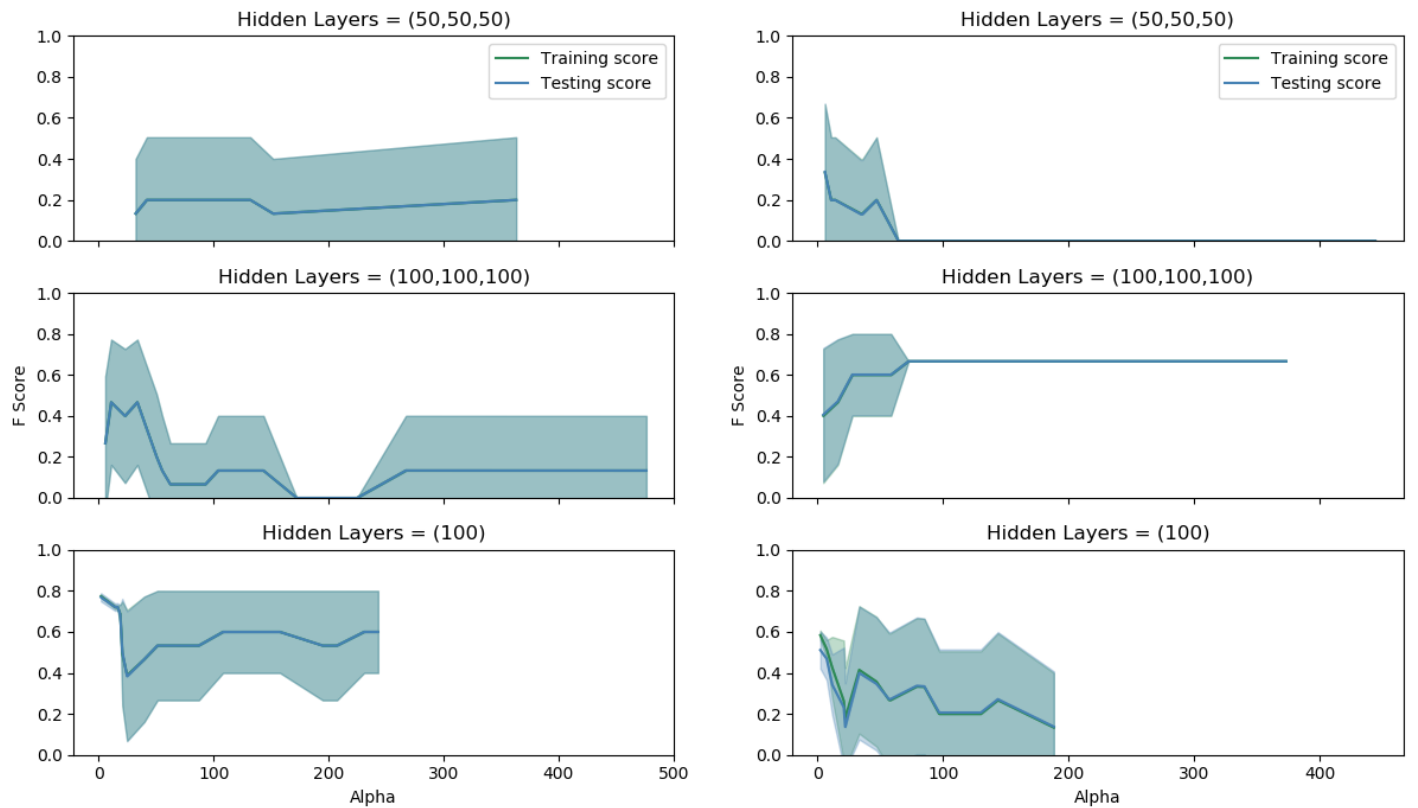 Hidden Layers = (50,50,50)
1.0
0.8
0.6
0.4
0.2
0.0
Training score
Testing score
Hidden Layers = (50,50,50)
1.0
0.8
0.6
0.4
0.2
0.0
Training score
Testing score
Hidden Layers = (100,100,100)
F Score
1.0
0.8
0.6
0.4
0.2
0.0
Hidden Layers = (100,100,100)
F Score
1.0
0.8
0.6
0.4
0.2
0.0
Hidden Layers = (100)
1.0
0.8
0.6
0.4
0.2
0.0
0 100 200 300 400 500
Alpha
Hidden Layers = (100)
1.0
0.8
0.6
0.4
0.2
0.0
0 100 200 300 400
Alpha